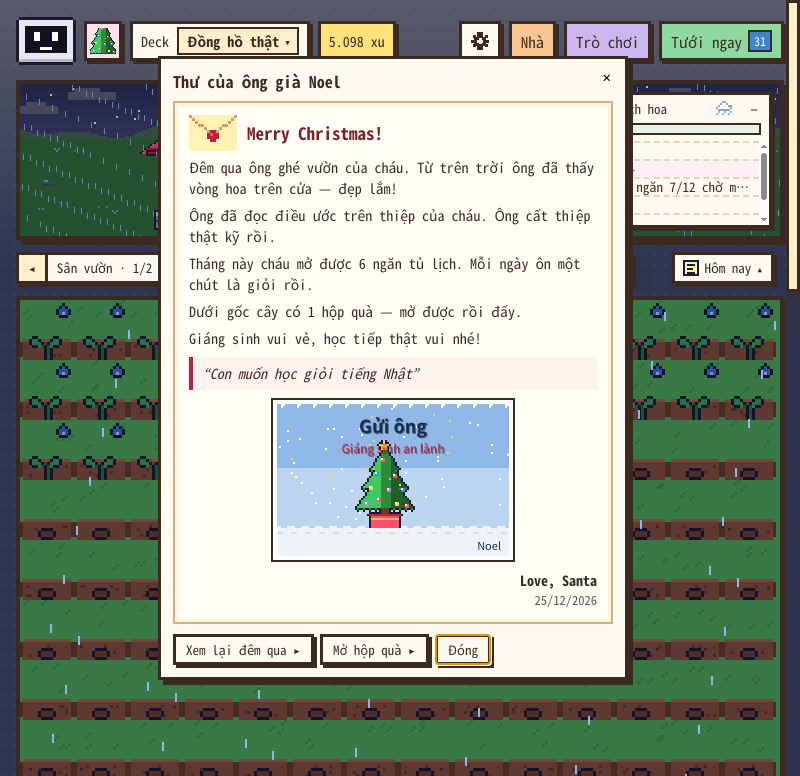 Deck Đồng hồ thật ▾
5.098 xu
Nhà
Trò chơi
Tưới ngay 31
Thư của ông già Noel ×
Merry Christmas!
Đêm qua ông ghé vườn của cháu. Từ trên trời ông đã thấy
vòng hoa trên cửa — đẹp lắm!
Ông đã đọc điều ước trên thiệp của cháu. Ông cất thiệp
thật kỹ rồi.
Tháng này cháu mở được 6 ngăn tủ lịch. Mỗi ngày ôn một
chút là giỏi rồi.
Dưới gốc cây có 1 hộp quà — mở được rồi đấy.
Giáng sinh vui vẻ, học tiếp thật vui nhé!
“Con muốn học giỏi tiếng Nhật”
Gửi ông
Giáng sinh an lành
Noel
Love, Santa
25/12/2026
Xem lại đêm qua ▸
Mở hộp quà ▸
Đóng
hoa –
ngăn 7/12 chờ m…
◂ Sân vườn · 1/2
Hôm nay ▴